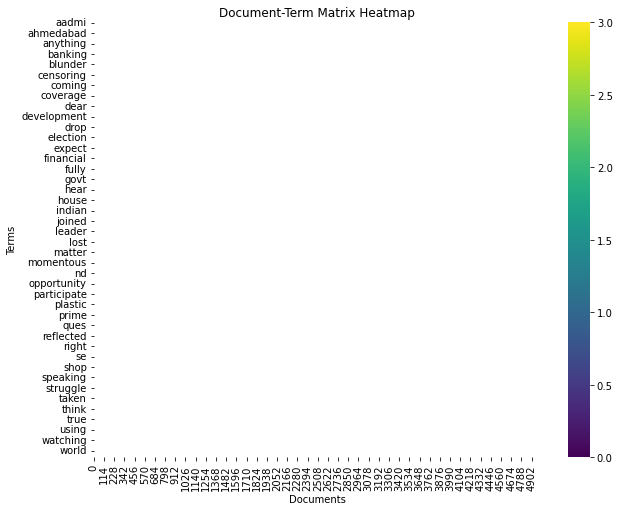 Document-Term Matrix Heatmap
aadmi
ahmedabad
anything
banking
blunder
censoring
coming
coverage
dear
development
drop
election
expect
financial
fully
govt
hear
house
indian
joined
leader
lost
matter
momentous
nd
opportunity
participate
plastic
prime
ques
reflected
right
se
shop
speaking
struggle
taken
think
true
using
watching
world
Terms
0
114
228
342
456
570
684
798
912
1026
1140
1254
1368
1482
1596
1710
1824
1938
2052
2166
2280
2394
2508
2622
2736
2850
2964
3078
3192
3306
3420
3534
3648
3762
3876
3990
4104
4218
4332
4446
4560
4674
4788
4902
Documents
3.0
2.5
2.0
1.5
1.0
0.5
0.0